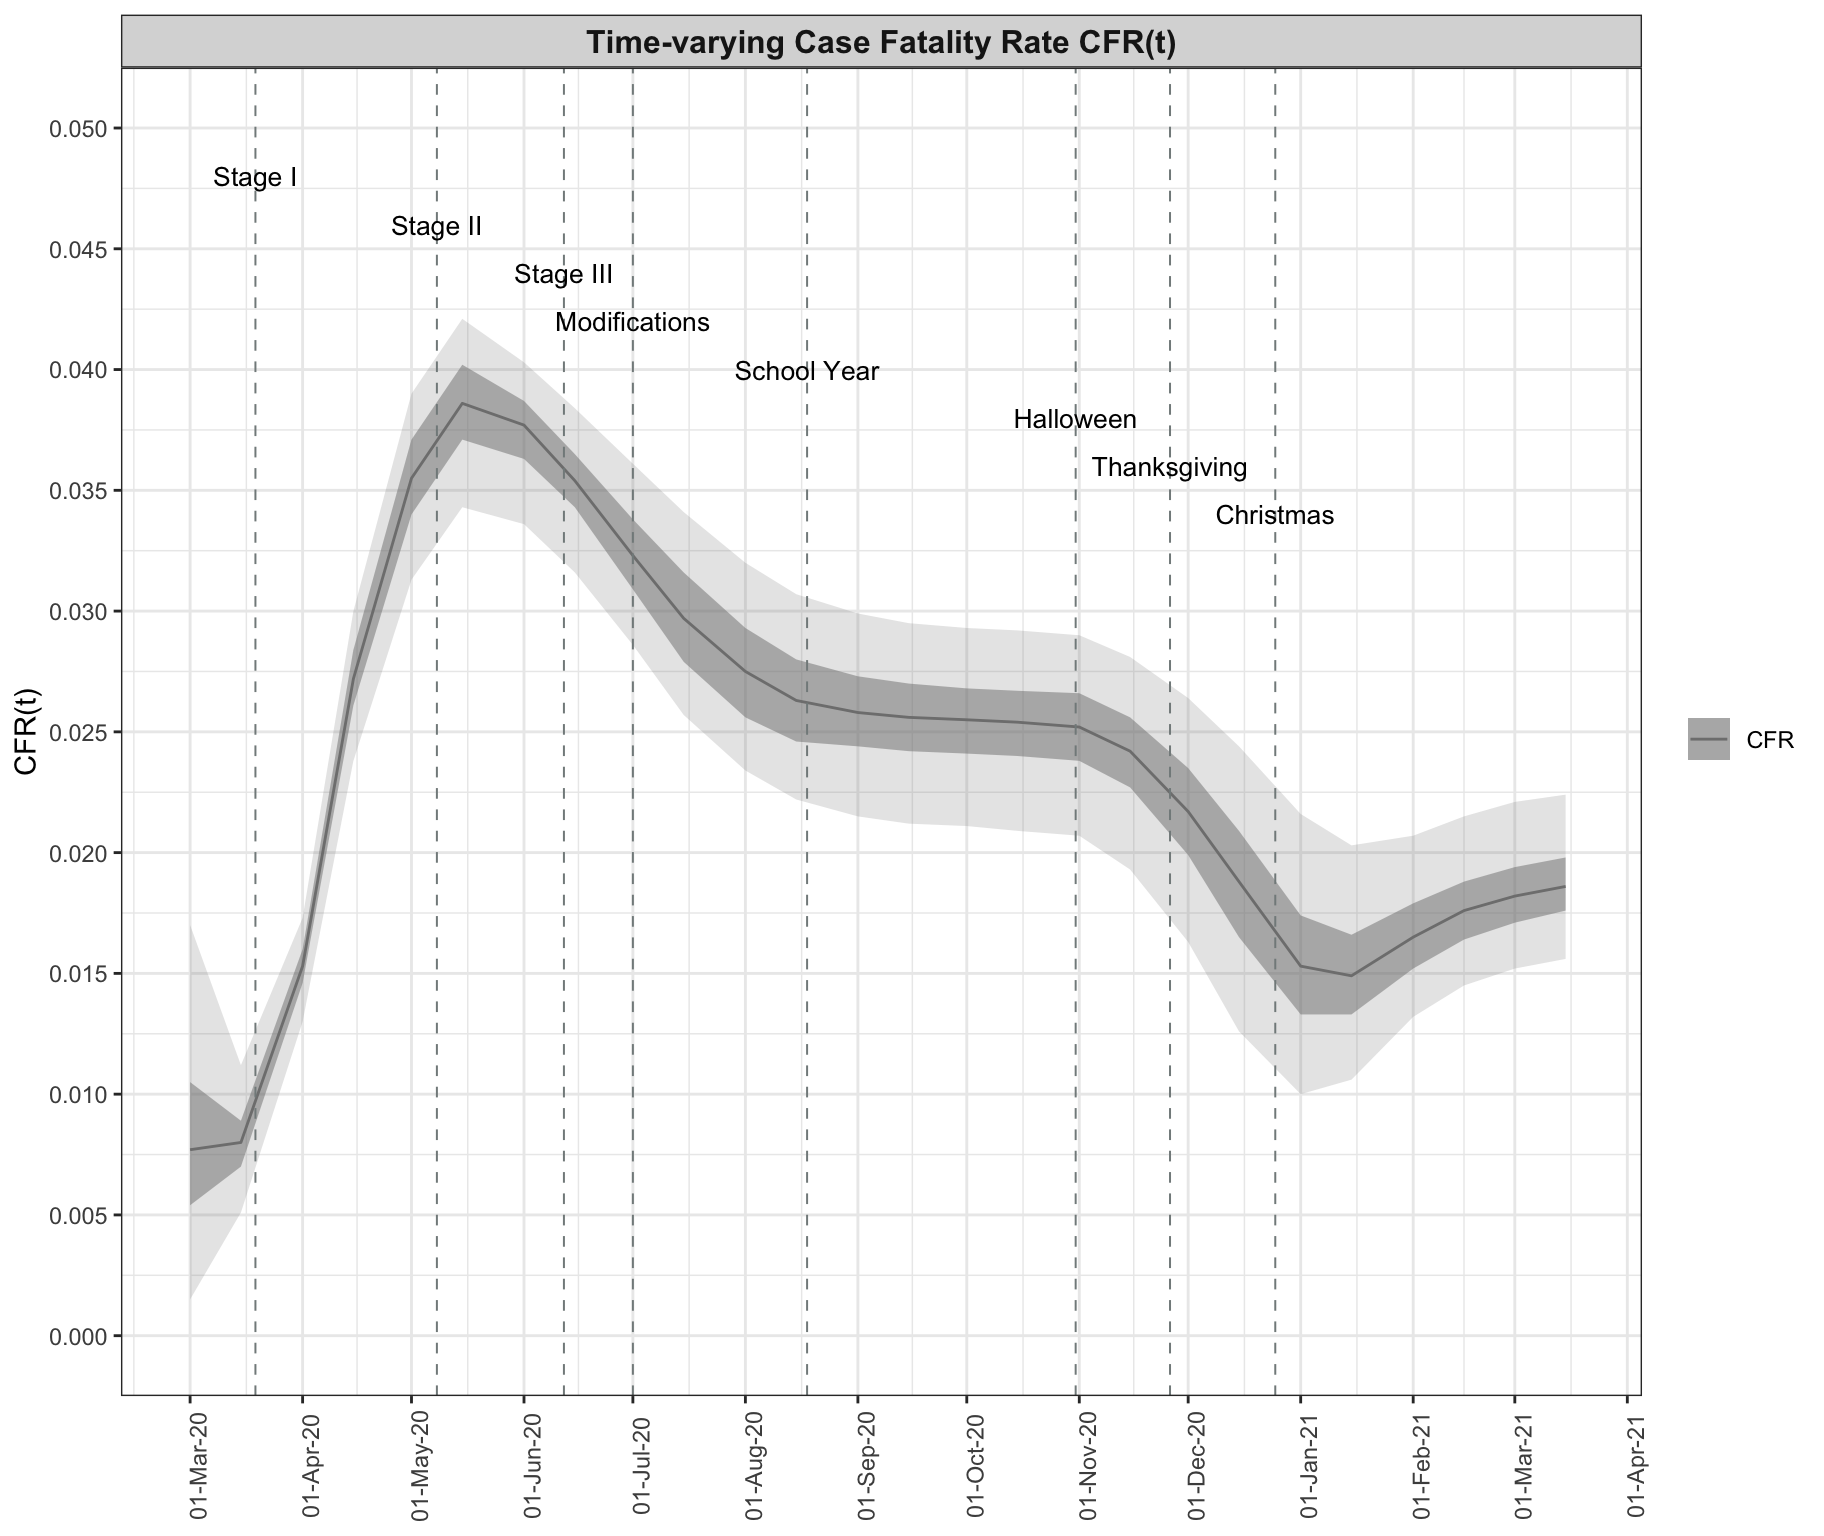 Time-varying Case Fatality Rate CFR(t)
0.050
0.045
0.040
0.035
0.030
0.025
0.020
0.015
0.010
0.005
0.000
CFR(t)
Stage I
Stage II
Stage III
Modifications
School Year
Halloween
Thanksgiving
Christmas
CFR
01-Mar-20
01-Apr-20
01-May-20
01-Jun-20
01-Jul-20
01-Aug-20
01-Sep-20
01-Oct-20
01-Nov-20
01-Dec-20
01-Jan-21
01-Feb-21
01-Mar-21
01-Apr-21